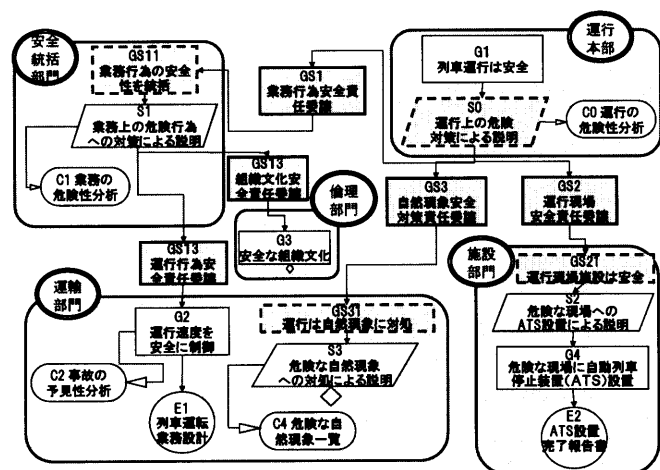 安全
統括
部門
GS11
業務行為の安全
性を統括
S1
業務上の危険行為
への対策による説明
C1 業務の
危険性分析
GS1
業務行為安全責
任委譲
運行
本部
G1
列車運行は安全
S0
運行上の危険
対策による説明
C0 運行の
危険性分析
GS13
組織文化安
全責任委譲
倫理
部門
G3
安全な組織文化
GS3
自然現象安全
対策責任委譲
GS2
運行現場
安全責任委譲
GS13
運行行為安
全責任委譲
運輸
部門
G2
運行速度を
安全に制御
C2 事故の
予見性分析
E1
列車運転
業務設計
GS31
運行は自然現象に対処
S3
危険な自然現象
への対処による説明
C4 危険な自
然現象一覧
施設
部門
GS21
運行現場施設は安全
S2
危険な現場への
ATS設置による説明
G4
危険な現場に自動列車
停止装置(ATS)設置
E2
ATS設置
完了報告書